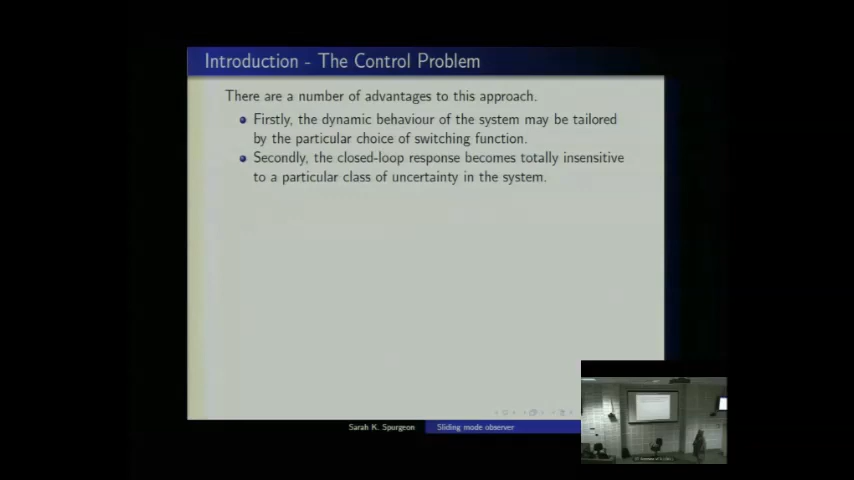 Introduction - The Control Problem
There are a number of advantages to this approach.
Firstly, the dynamic behaviour of the system may be tailored
by the particular choice of switching function.
Secondly, the closed-loop response becomes totally insensitive
to a particular class of uncertainty in the system.
Sarah K. Spurgeon
Sliding mode observer